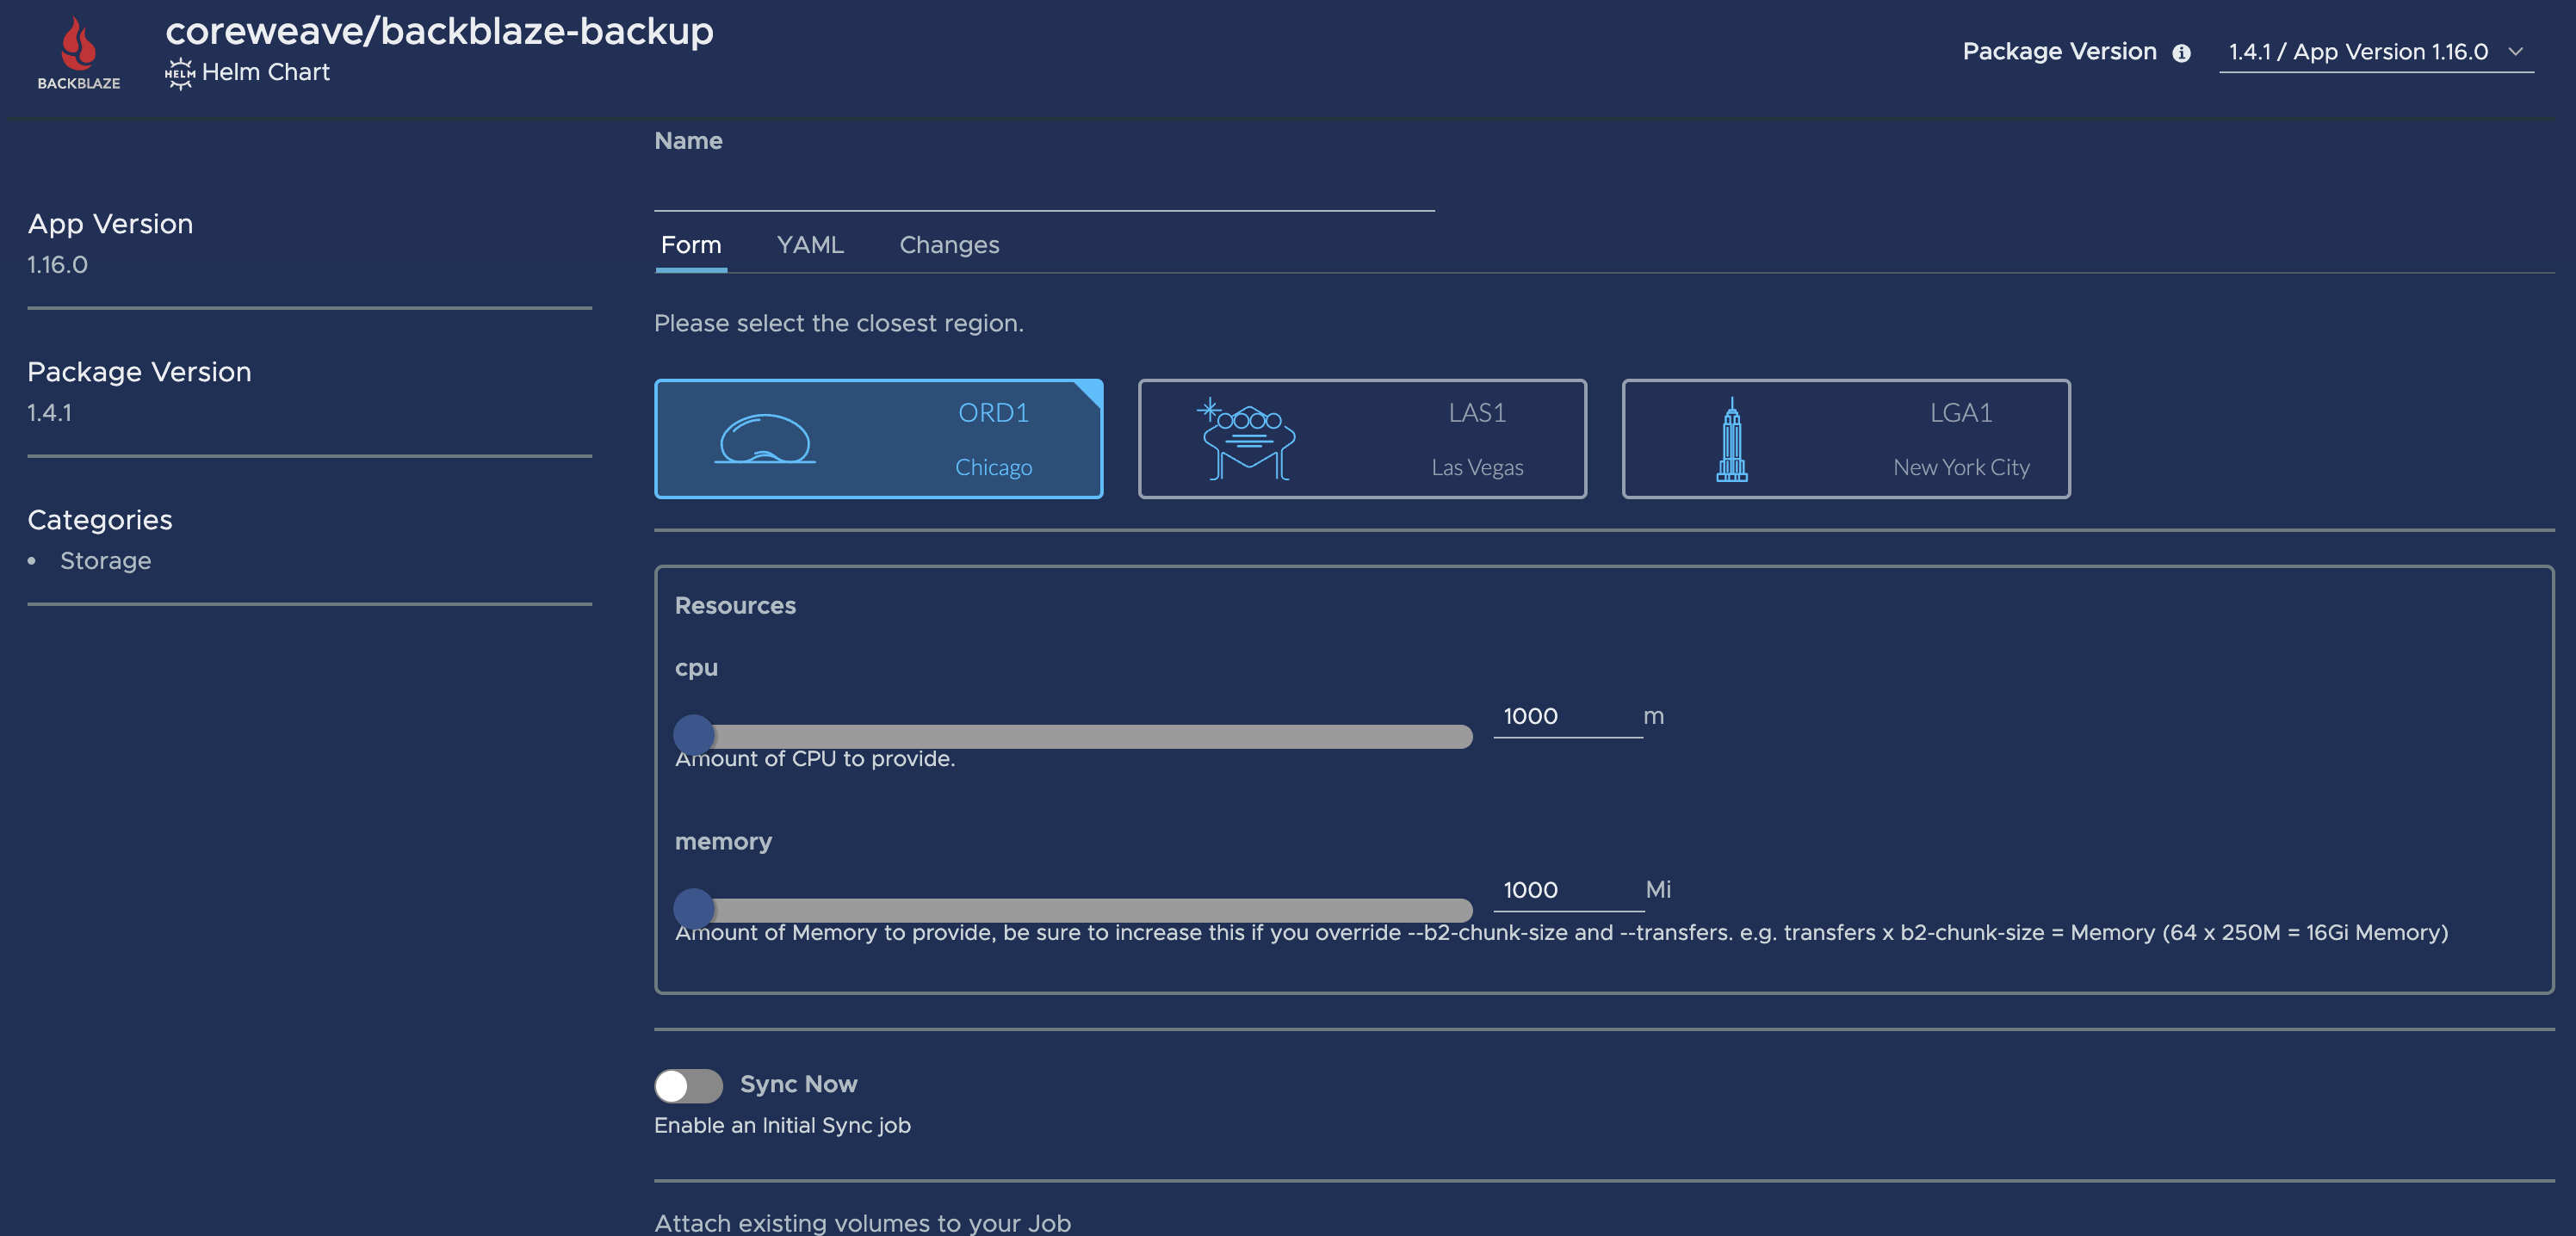 BACKBLAZE
coreweave/backblaze-backup
HELM Helm Chart
Package Version i 1.4.1 / App Version 1.16.0
App Version
1.16.0
Package Version
1.4.1
Categories
• Storage
Name
Form YAML Changes
Please select the closest region.
ORD1
Chicago
LAS1
Las Vegas
LGA1
New York City
Resources
cpu
1000 m
Amount of CPU to provide.
memory
1000 Mi
Amount of Memory to provide, be sure to increase this if you override --b2-chunk-size and --transfers. e.g. transfers x b2-chunk-size = Memory (64 x 250M = 16Gi Memory)
Sync Now
Enable an Initial Sync job
Attach existing volumes to your Job